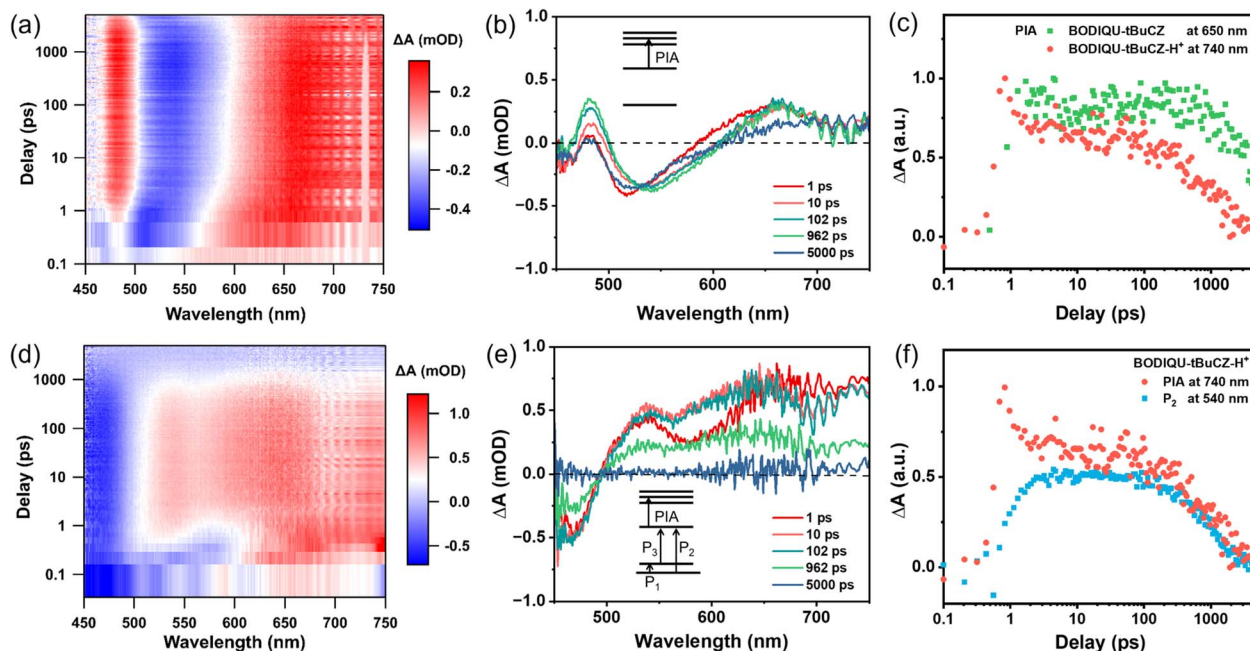 (a)
Delay (ps)
1000
100
10
1
0.1
450 500 550 600 650 700 750
Wavelength (nm)
ΔA (mOD)
0.2
0.0
-0.2
-0.4
(b)
ΔA (mOD)
1.0
0.5
0.0
−0.5
−1.0
PIA
1 ps
10 ps
102 ps
962 ps
5000 ps
500 600 700
Wavelength (nm)
(c)
PIA BODIQU-tBuCZ at 650 nm
BODIQU-tBuCZ-H⁺ at 740 nm
ΔA (a.u.)
1.0
0.5
0.0
0.1 1 10 100 1000
Delay (ps)
(d)
Delay (ps)
1000
100
10
1
0.1
450 500 550 600 650 700 750
Wavelength (nm)
ΔA (mOD)
1.0
0.5
0.0
-0.5
(e)
ΔA (mOD)
1.0
0.5
0.0
−0.5
−1.0
PIA
P₃ P₂
P₁
1 ps
10 ps
102 ps
962 ps
5000 ps
500 600 700
Wavelength (nm)
(f)
BODIQU-tBuCZ-H⁺
PIA at 740 nm
P₂ at 540 nm
ΔA (a.u.)
1.0
0.5
0.0
0.1 1 10 100 1000
Delay (ps)